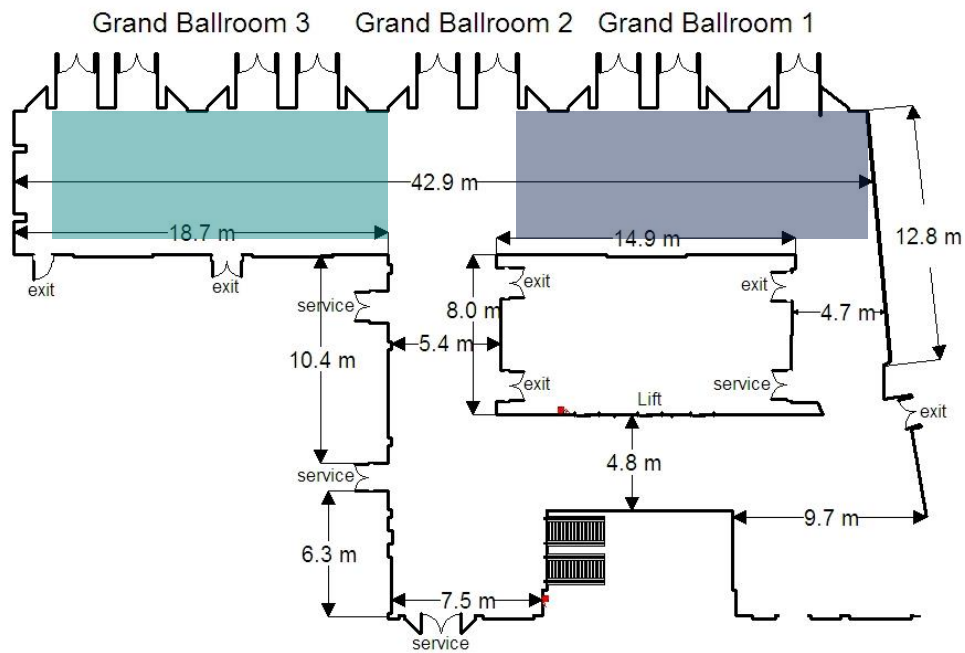 Grand Ballroom 3 Grand Ballroom 2 Grand Ballroom 1
42.9 m
18.7 m
14.9 m
12.8 m
exit
exit
exit
exit
service
8.0 m
4.7 m
5.4 m
10.4 m
exit
service
Lift
exit
4.8 m
service
9.7 m
6.3 m
7.5 m
service